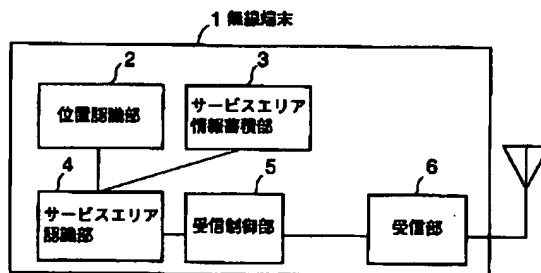 1 無線端末
2
位置認識部
3
サービスエリア
情報蓄積部
4
サービスエリア
認識部
5
受信制御部
6
受信部